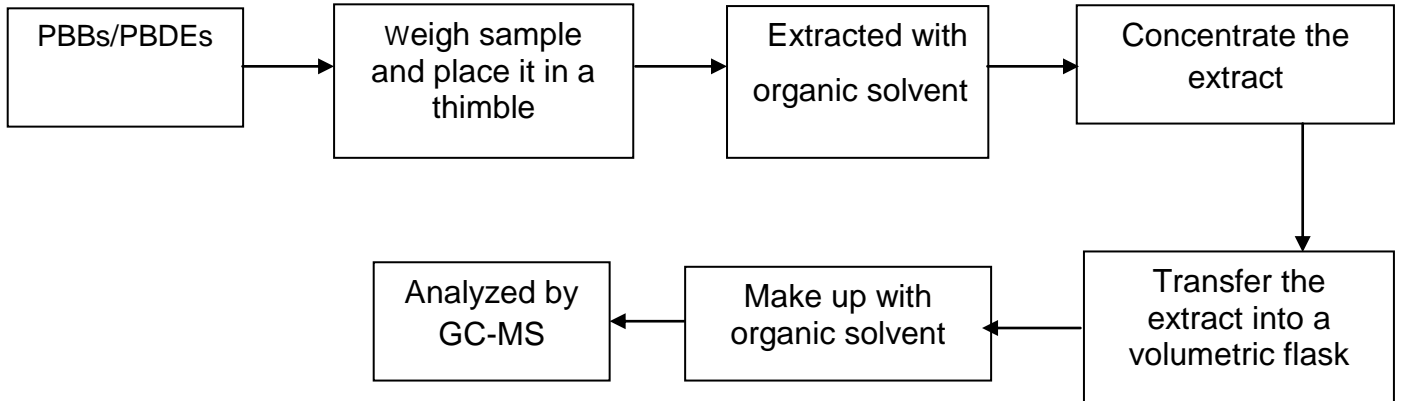 PBBs/PBDEs
Weigh sample
and place it in a
thimble
Extracted with
organic solvent
Concentrate the
extract
Transfer the
extract into a
volumetric flask
Make up with
organic solvent
Analyzed by
GC-MS